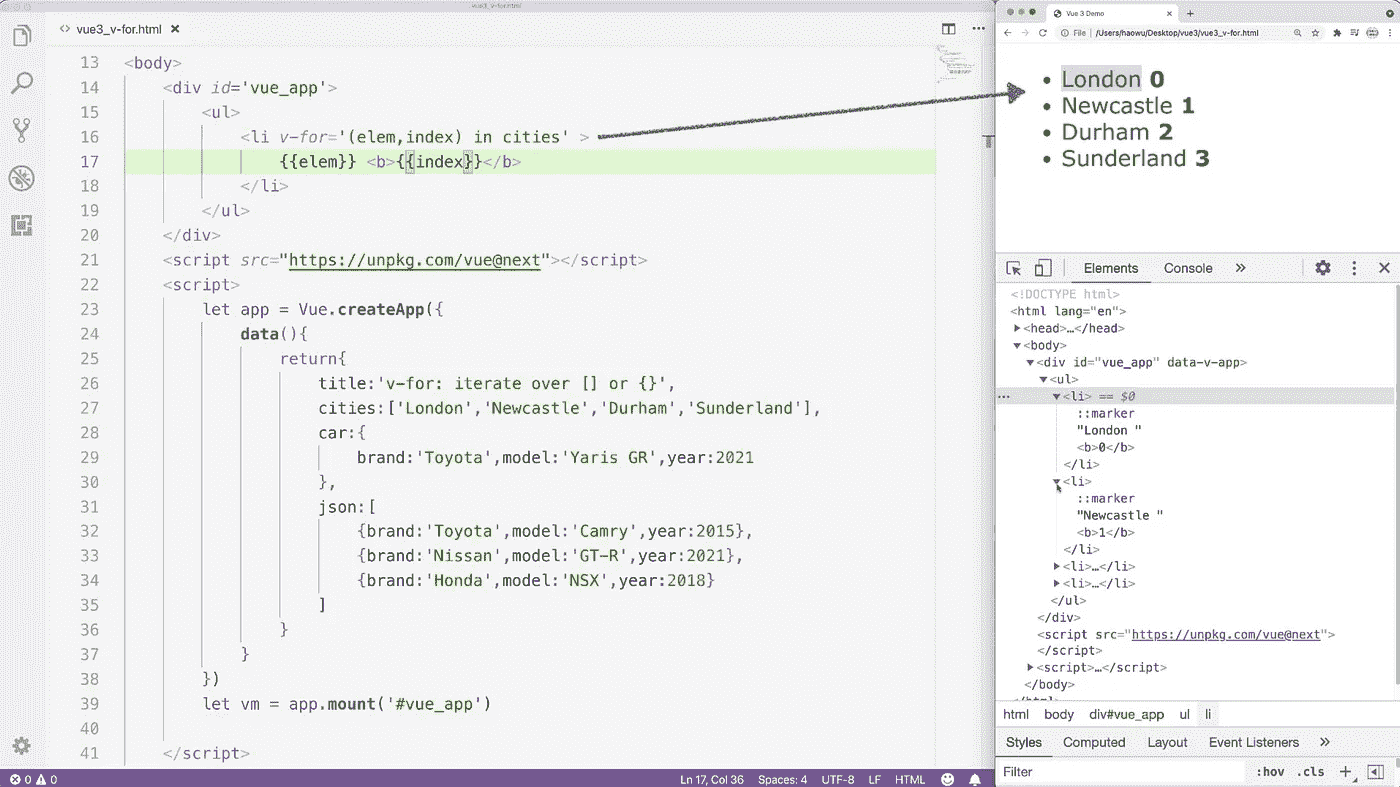 vue3_v-for.html
vue3_v-for.html
13 <body>
14 <div id='vue_app'>
15 <ul>
16 <li v-for='(elem,index) in cities' >
17 {{elem}} <b>{{index}}</b>
18 </li>
19 </ul>
20 </div>
21 <script src="https://unpkg.com/vue@next"></script>
22 <script>
23 let app = Vue.createApp({
24 data(){
25 return{
26 title:'v-for: iterate over [] or {}',
27 cities:['London','Newcastle','Durham','Sunderland'],
28 car:{
29 brand:'Toyota',model:'Yaris GR',year:2021
30 },
31 json:[
32 {brand:'Toyota',model:'Camry',year:2015},
33 {brand:'Nissan',model:'GT-R',year:2021},
34 {brand:'Honda',model:'NSX',year:2018}
35 ]
36 }
37 }
38 })
39 let vm = app.mount('#vue_app')
40
41 </script>
0 0
Ln 17, Col 36 Spaces: 4 UTF-8 LF HTML
Vue 3 Demo
File /Users/haowu/Desktop/vue3/vue3_v-for.html
• London 0
• Newcastle 1
• Durham 2
• Sunderland 3
Elements Console »
<!DOCTYPE html>
<html lang="en">
<head>…</head>
<body>
<div id="vue_app" data-v-app>
<ul>
<li> == $0
::marker
"London "
<b>0</b>
</li>
<li>
::marker
"Newcastle "
<b>1</b>
</li>
<li>…</li>
<li>…</li>
</ul>
</div>
<script src="https://unpkg.com/vue@next">
</script>
<script>…</script>
</body>
html body div#vue_app ul li
Styles Computed Layout Event Listeners »
Filter :hov .cls +